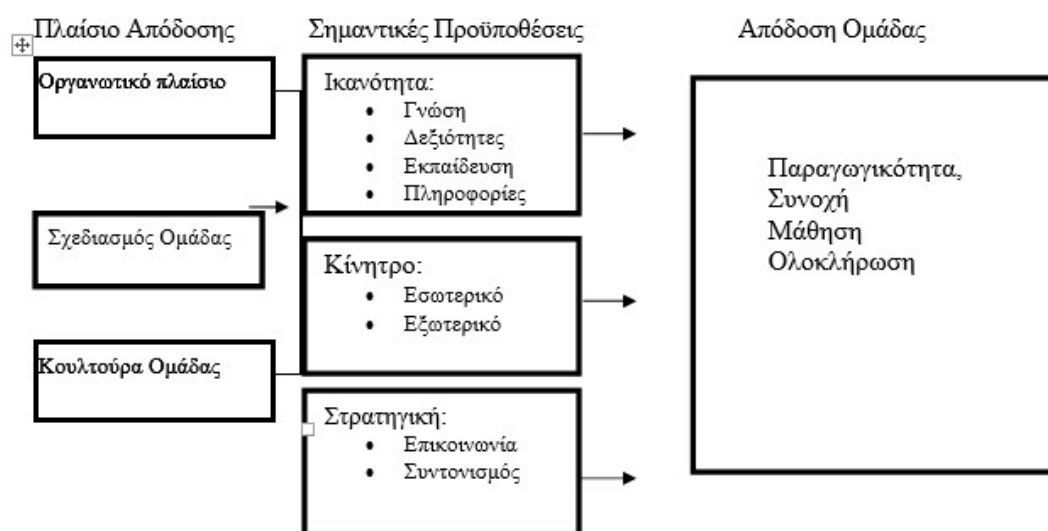 Πλαίσιο Απόδοσης
Σημαντικές Προϋποθέσεις
Απόδοση Ομάδας
Οργανωτικό πλαίσιο
Σχεδιασμός Ομάδας
Κουλτούρα Ομάδας
Ικανότητα:
• Γνώση
• Δεξιότητες
• Εκπαίδευση
• Πληροφορίες
Κίνητρο:
• Εσωτερικό
• Εξωτερικό
Στρατηγική:
• Επικοινωνία
• Συντονισμός
Παραγωγικότητα,
Συνοχή
Μάθηση
Ολοκλήρωση